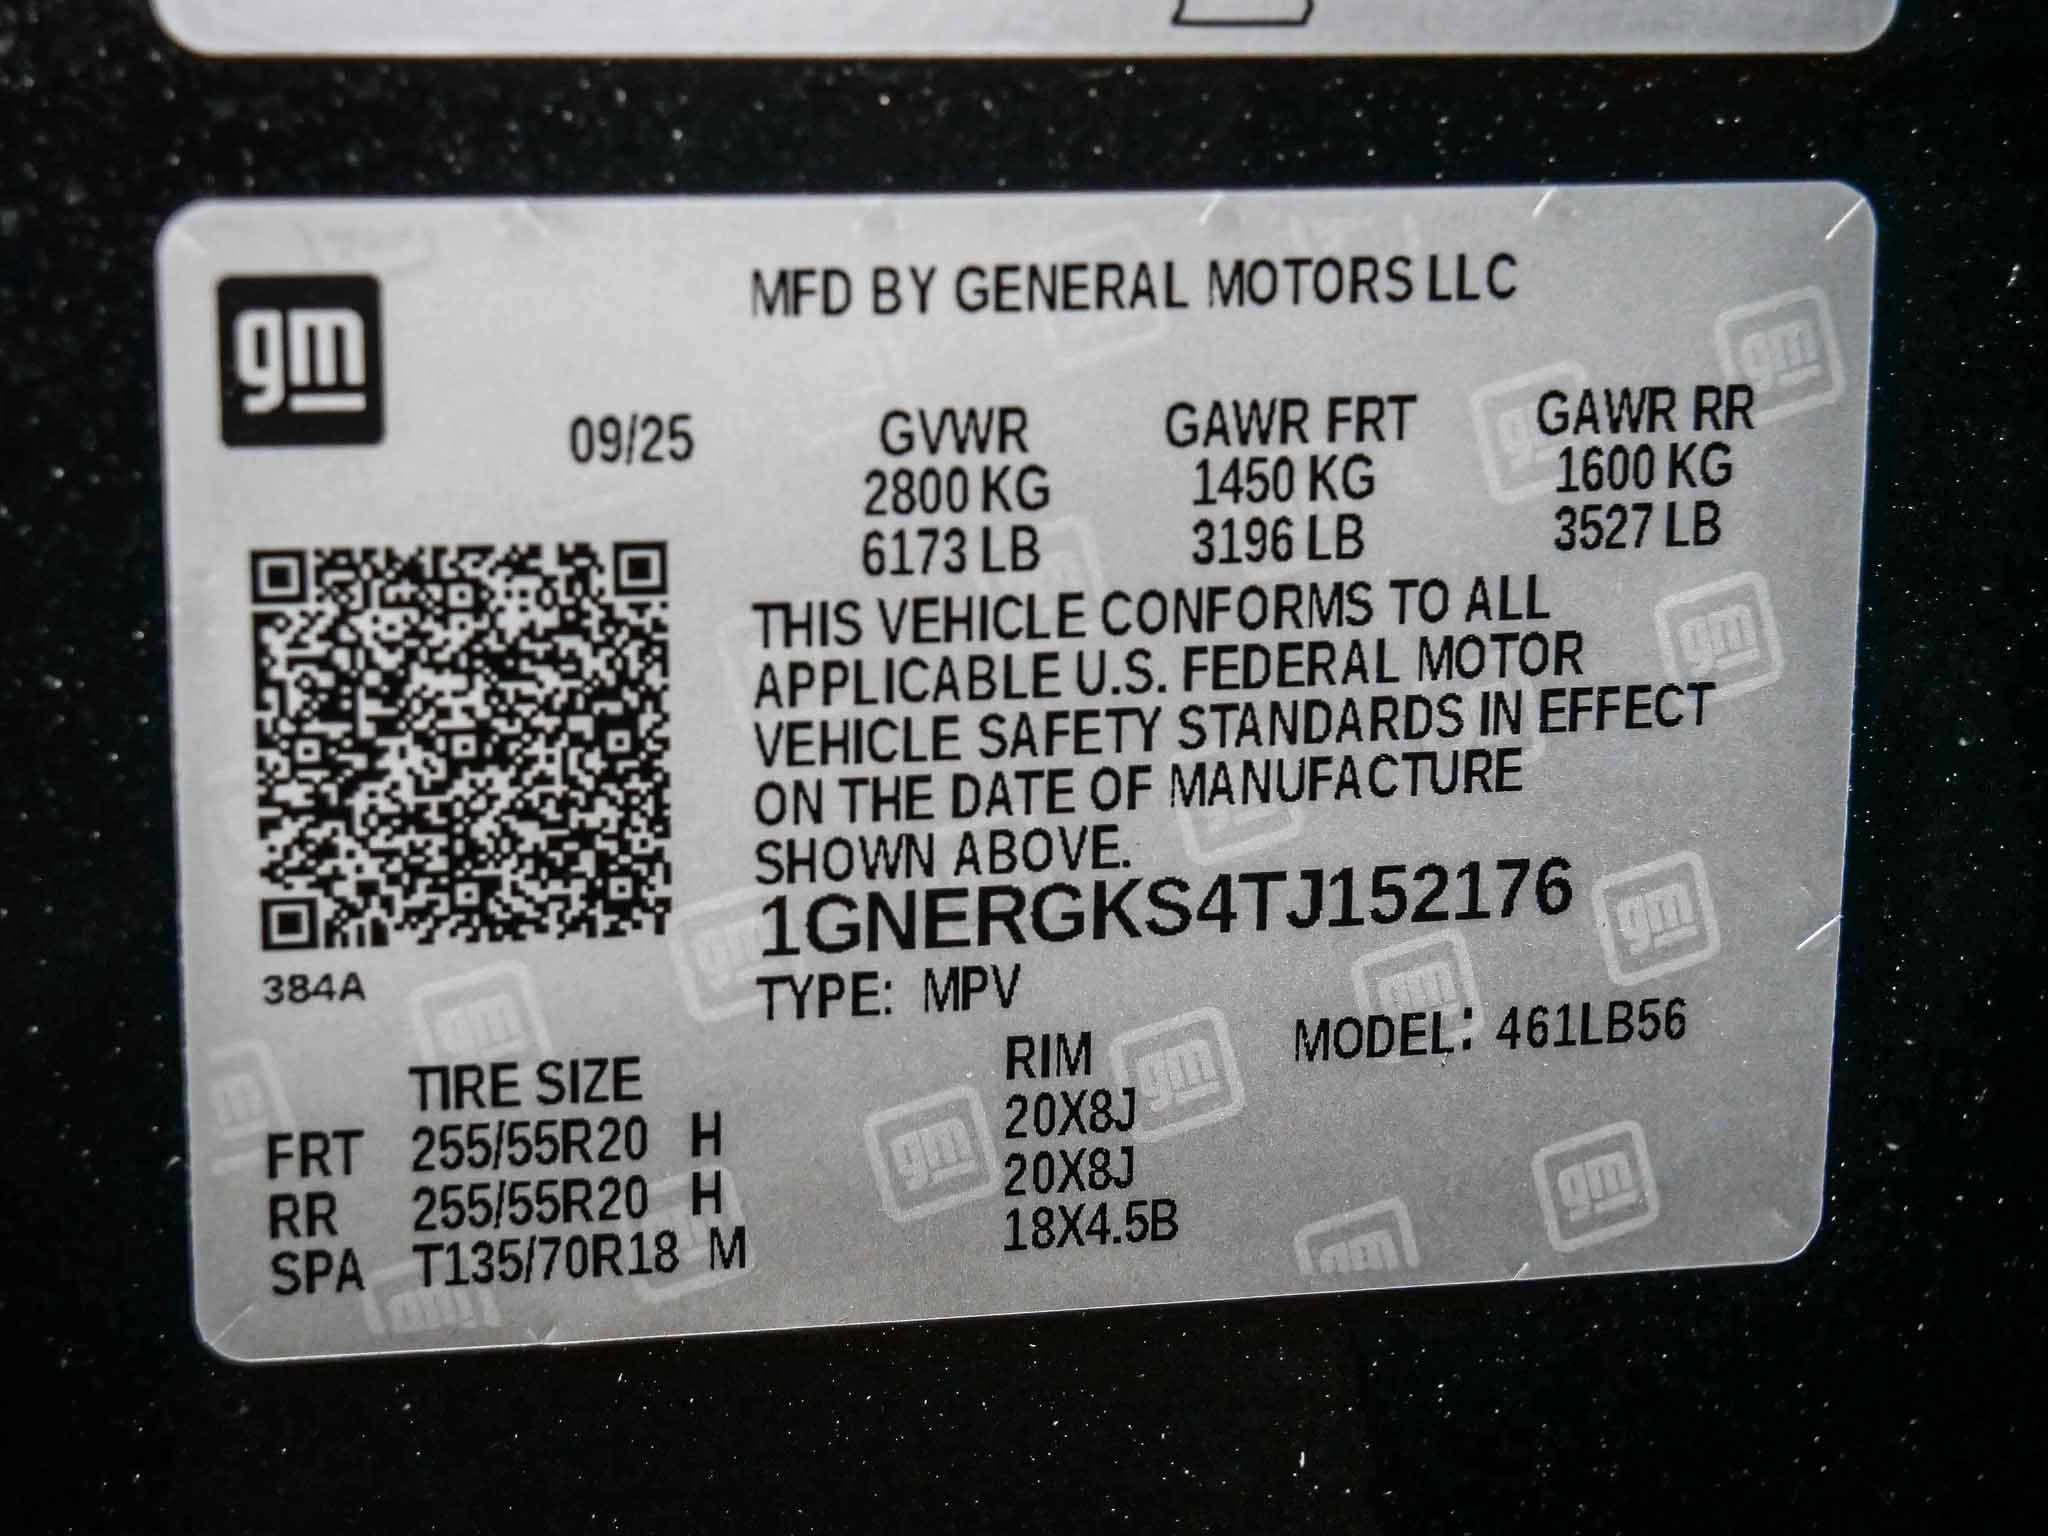 gm
MFD BY GENERAL MOTORS LLC
09/25 GVWR GAWR FRT GAWR RR
2800 KG 1450 KG 1600 KG
6173 LB 3196 LB 3527 LB
THIS VEHICLE CONFORMS TO ALL
APPLICABLE U.S. FEDERAL MOTOR
VEHICLE SAFETY STANDARDS IN EFFECT
ON THE DATE OF MANUFACTURE
SHOWN ABOVE.
1GNERGKS4TJ152176
384A
TYPE: MPV
MODEL: 461LB56
TIRE SIZE RIM
FRT 255/55R20 H 20X8J
RR 255/55R20 H 20X8J
SPA T135/70R18 M 18X4.5B